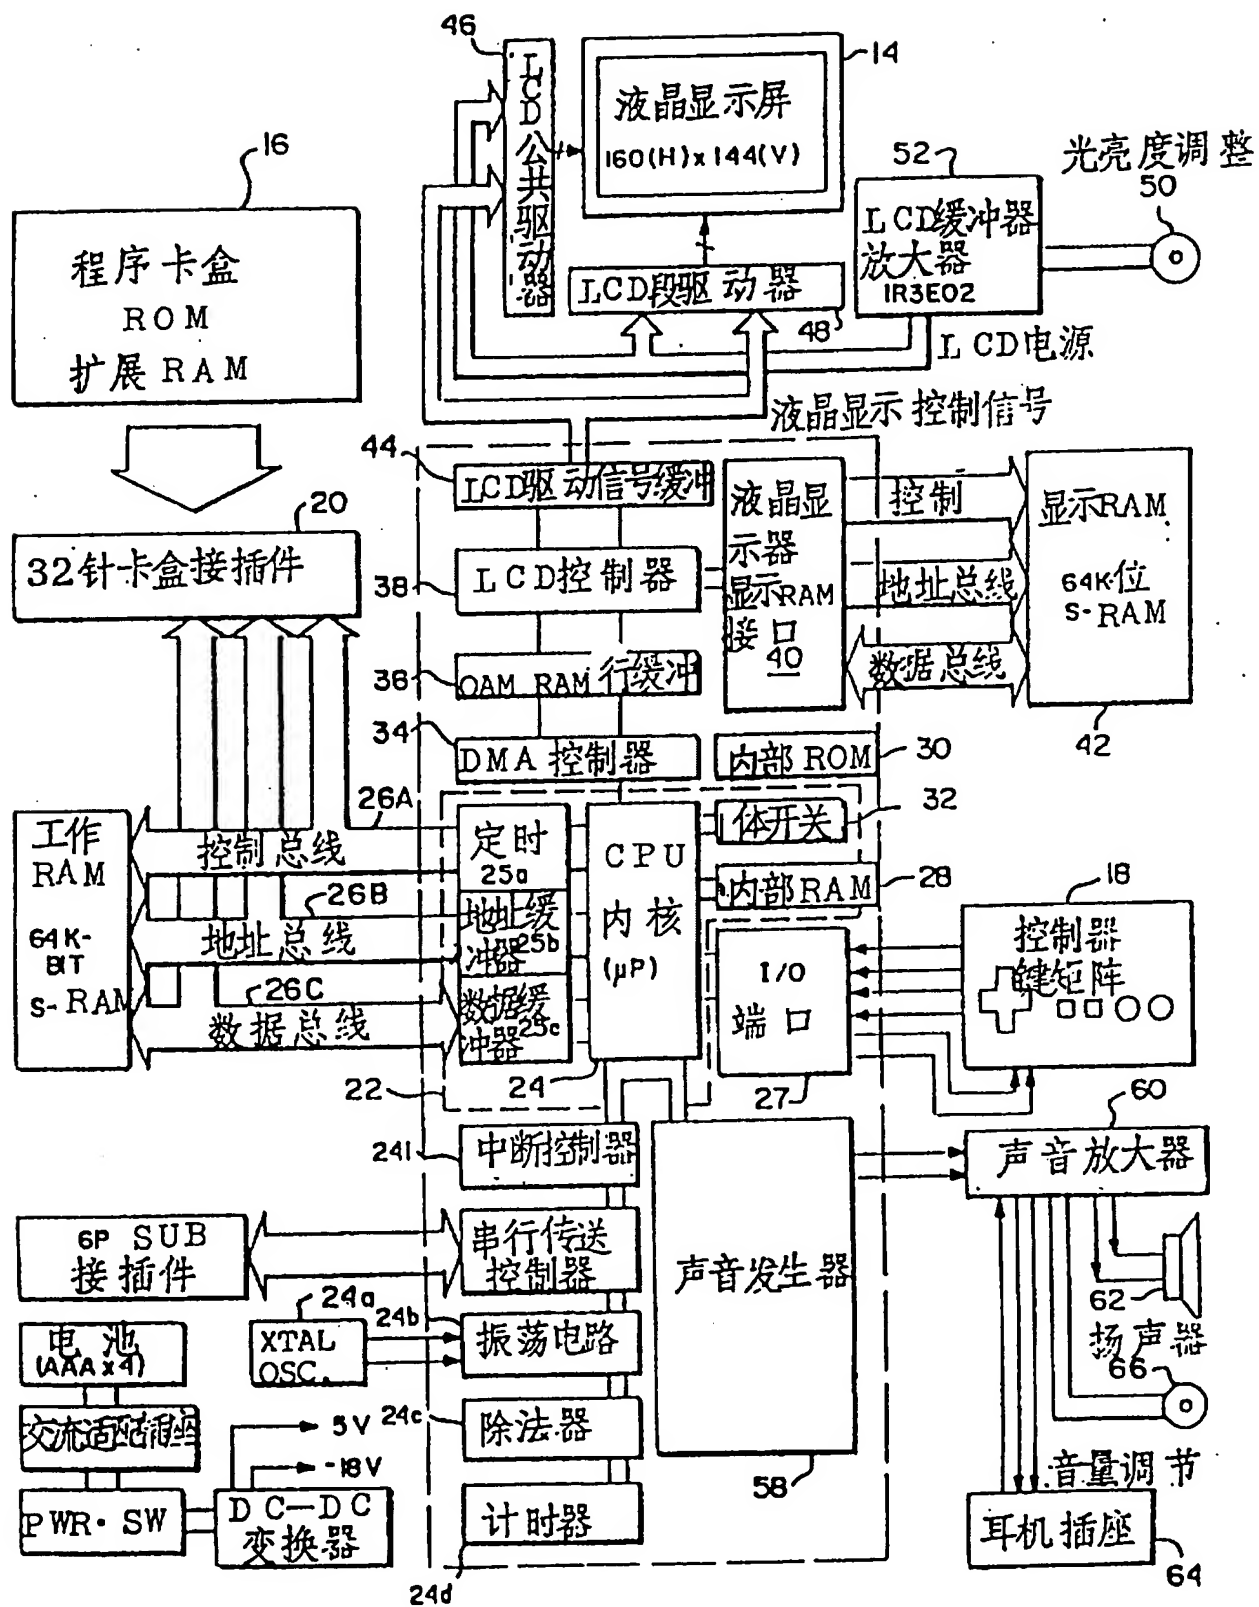 46
LCD公共驱动器
14
液晶显示屏
160(H)x144(V)
16
程序卡盒
ROM
扩展RAM
52
光亮度调整
50
LCD缓冲器
放大器
IR3E02
LCD段驱动器
48
LCD电源
液晶显示控制信号
44
LCD驱动信号缓冲
20
32针卡盒接插件
38
LCD控制器
液晶显
示器
显示RAM
接口
40
控制
地址总线
数据总线
显示RAM
64K位
S-RAM
42
36
OAM RAM 行缓冲
34
DMA 控制器
内部ROM
30
26A
工作
RAM
64K-
BIT
S-RAM
控制总线
26B
地址总线
26C
数据总线
定时
25a
地址缓
冲器25b
数据缓
冲器25c
CPU
内核
(μP)
体开关
32
内部RAM
28
18
控制器
键矩阵
I/O
端口
22
24
27
60
241
中断控制器
声音放大器
6P SUB
接插件
串行传送
控制器
声音发生器
62
扬声器
24a
24b
电池
(AAAx4)
XTAL
OSC.
振荡电路
66
交流适配插座
5V
-18V
24c
除法器
58
音量调节
PWR·SW
DC-DC
变换器
计时器
24d
耳机插座
64